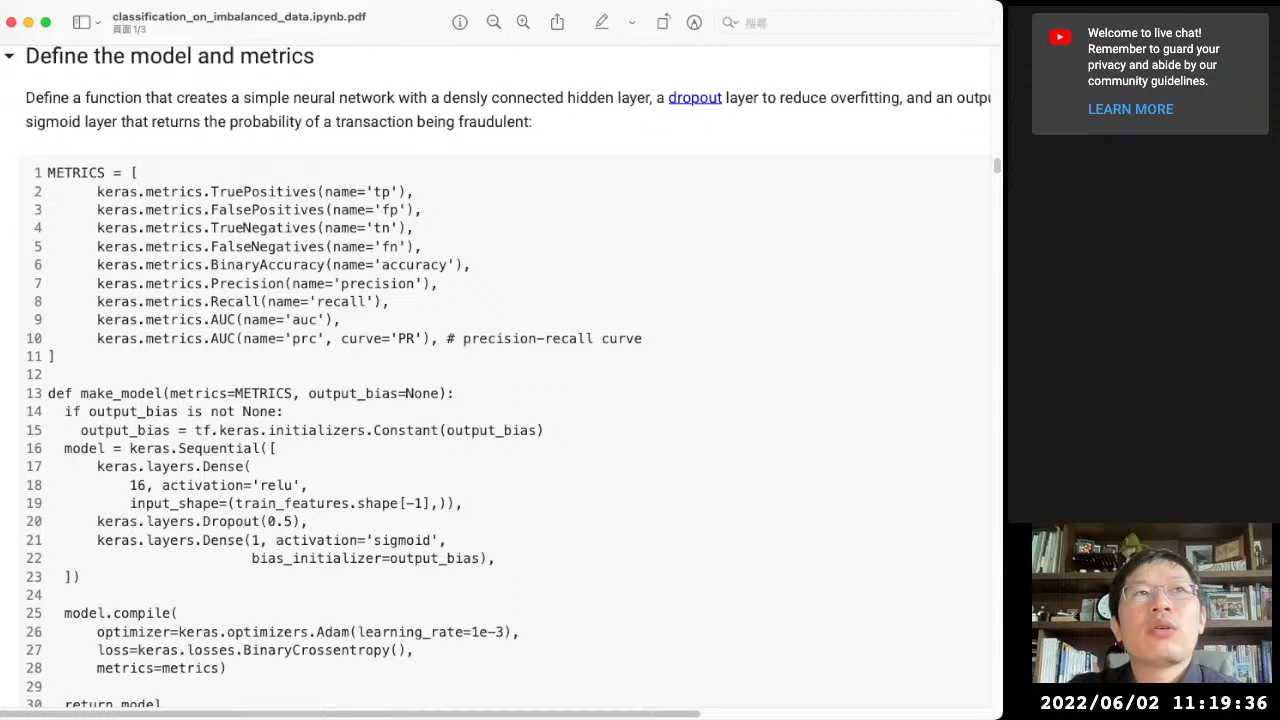 classification_on_imbalanced_data.ipynb.pdf
頁面 1/3
搜尋
Define the model and metrics
Define a function that creates a simple neural network with a densly connected hidden layer, a dropout layer to reduce overfitting, and an outpu
sigmoid layer that returns the probability of a transaction being fraudulent:
1 METRICS = [
2 keras.metrics.TruePositives(name='tp'),
3 keras.metrics.FalsePositives(name='fp'),
4 keras.metrics.TrueNegatives(name='tn'),
5 keras.metrics.FalseNegatives(name='fn'),
6 keras.metrics.BinaryAccuracy(name='accuracy'),
7 keras.metrics.Precision(name='precision'),
8 keras.metrics.Recall(name='recall'),
9 keras.metrics.AUC(name='auc'),
10 keras.metrics.AUC(name='prc', curve='PR'), # precision-recall curve
11 ]
12
13 def make_model(metrics=METRICS, output_bias=None):
14 if output_bias is not None:
15 output_bias = tf.keras.initializers.Constant(output_bias)
16 model = keras.Sequential([
17 keras.layers.Dense(
18 16, activation='relu',
19 input_shape=(train_features.shape[-1],)),
20 keras.layers.Dropout(0.5),
21 keras.layers.Dense(1, activation='sigmoid',
22 bias_initializer=output_bias),
23 ])
24
25 model.compile(
26 optimizer=keras.optimizers.Adam(learning_rate=1e-3),
27 loss=keras.losses.BinaryCrossentropy(),
28 metrics=metrics)
29
30 return model
Welcome to live chat!
Remember to guard your
privacy and abide by our
community guidelines.
LEARN MORE
2022/06/02 11:19:36